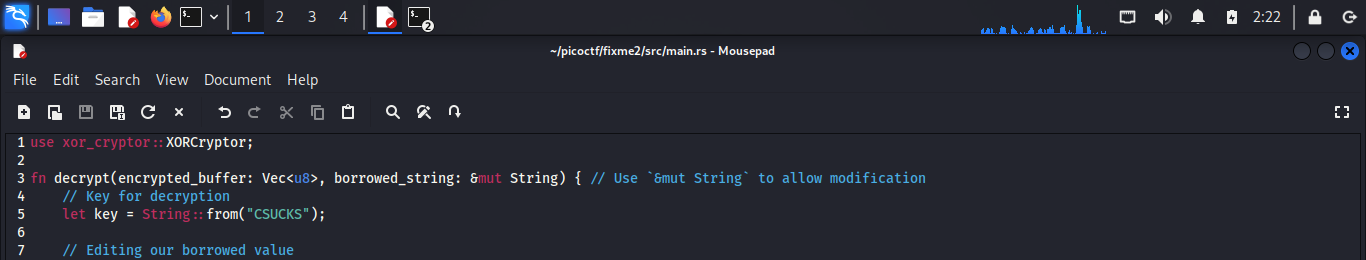 1 2 3 4 2 2:22
~/picoctf/fixme2/src/main.rs - Mousepad
File Edit Search View Document Help
1 use xor_cryptor::XORCryptor;
2
3 fn decrypt(encrypted_buffer: Vec<u8>, borrowed_string: &mut String) { // Use `&mut String` to allow modification
4 // Key for decryption
5 let key = String::from("CSUCKS");
6
7 // Editing our borrowed value